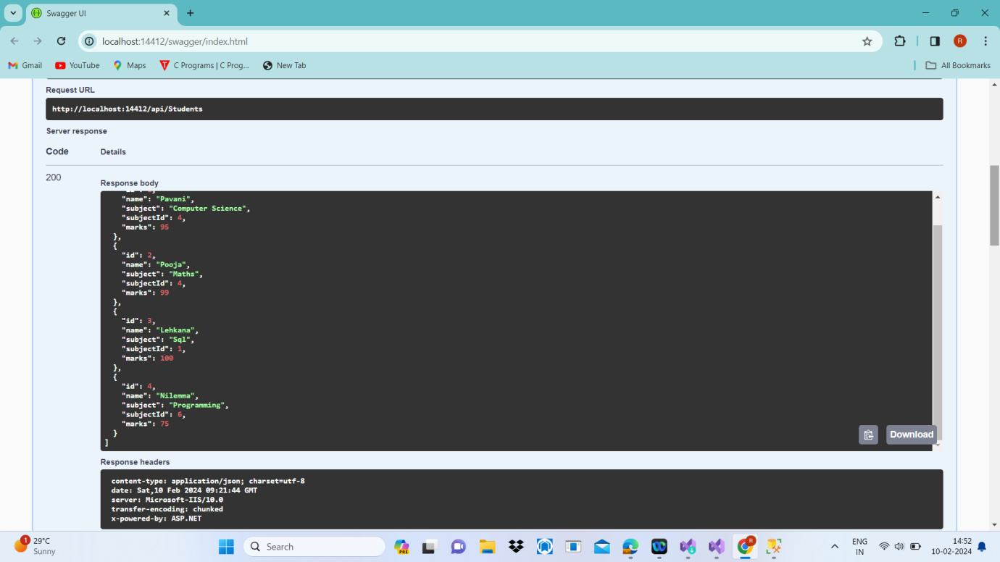 Swagger UI
localhost:14412/swagger/index.html
R
Gmail
YouTube
Maps
C Programs | C Prog...
New Tab
All Bookmarks
Request URL
http://localhost:14412/api/Students
Server response
Code Details
200
Response body
"name": "Pavani",
"subject": "Computer Science",
"subjectId": 4,
"marks": 95
},
{
"id": 2,
"name": "Pooja",
"subject": "Maths",
"subjectId": 4,
"marks": 99
},
{
"id": 3,
"name": "Lehkana",
"subject": "Sql",
"subjectId": 1,
"marks": 100
},
{
"id": 4,
"name": "Nilemma",
"subject": "Programming",
"subjectId": 6,
"marks": 75
}
]
Download
Response headers
content-type: application/json; charset=utf-8
date: Sat,10 Feb 2024 09:21:44 GMT
server: Microsoft-IIS/10.0
transfer-encoding: chunked
x-powered-by: ASP.NET
1
29°C
Sunny
Search
PRE
R
ENG
IN
14:52
10-02-2024